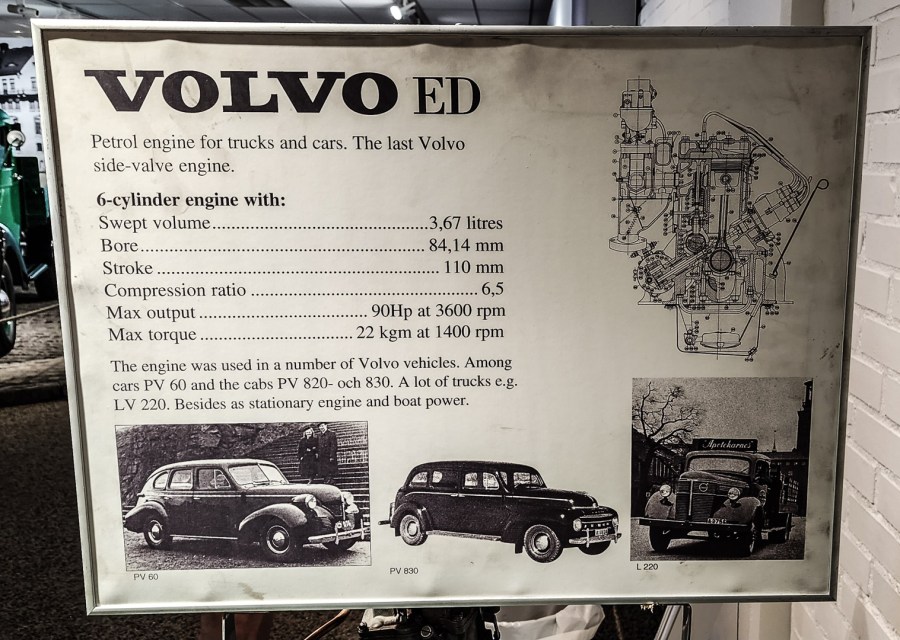 VOLVO ED
Petrol engine for trucks and cars. The last Volvo
side-valve engine.
6-cylinder engine with:
Swept volume...............................................3,67 litres
Bore..............................................................84,14 mm
Stroke .............................................................. 110 mm
Compression ratio ................................................. 6,5
Max output ..................................... 90Hp at 3600 rpm
Max torque .................................. 22 kgm at 1400 rpm
The engine was used in a number of Volvo vehicles. Among
cars PV 60 and the cabs PV 820- och 830. A lot of trucks e.g.
LV 220. Besides as stationary engine and boat power.
Apotekarnes
PV 60
PV 830
L 220